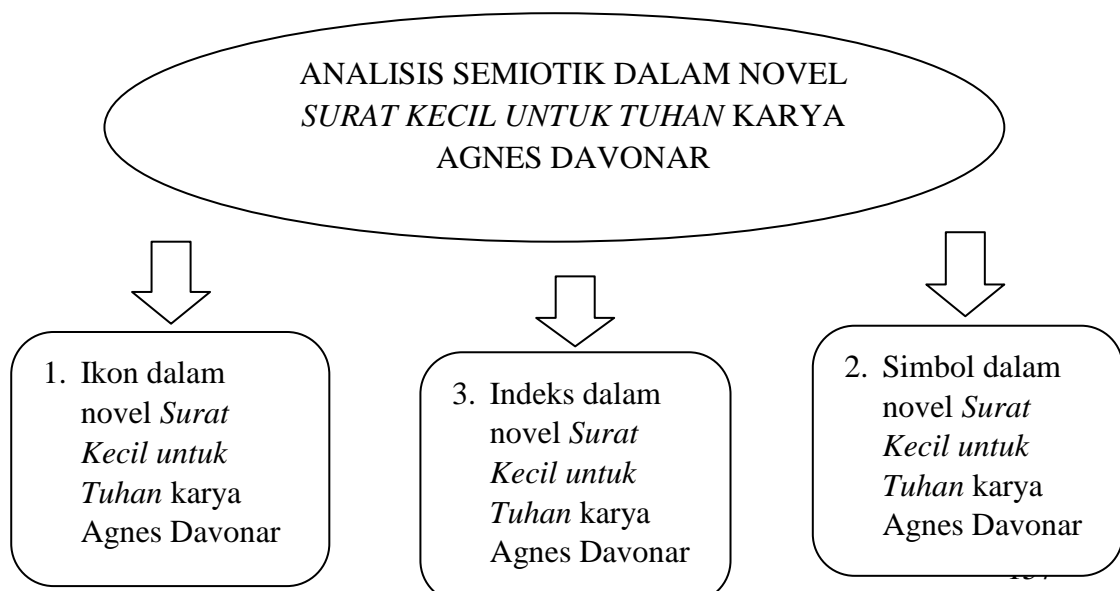 ANALISIS SEMIOTIK DALAM NOVEL
SURAT KECIL UNTUK TUHAN KARYA
AGNES DAVONAR
1. Ikon dalam
novel Surat
Kecil untuk
Tuhan karya
Agnes Davonar
3. Indeks dalam
novel Surat
Kecil untuk
Tuhan karya
Agnes Davonar
2. Simbol dalam
novel Surat
Kecil untuk
Tuhan karya
Agnes Davonar